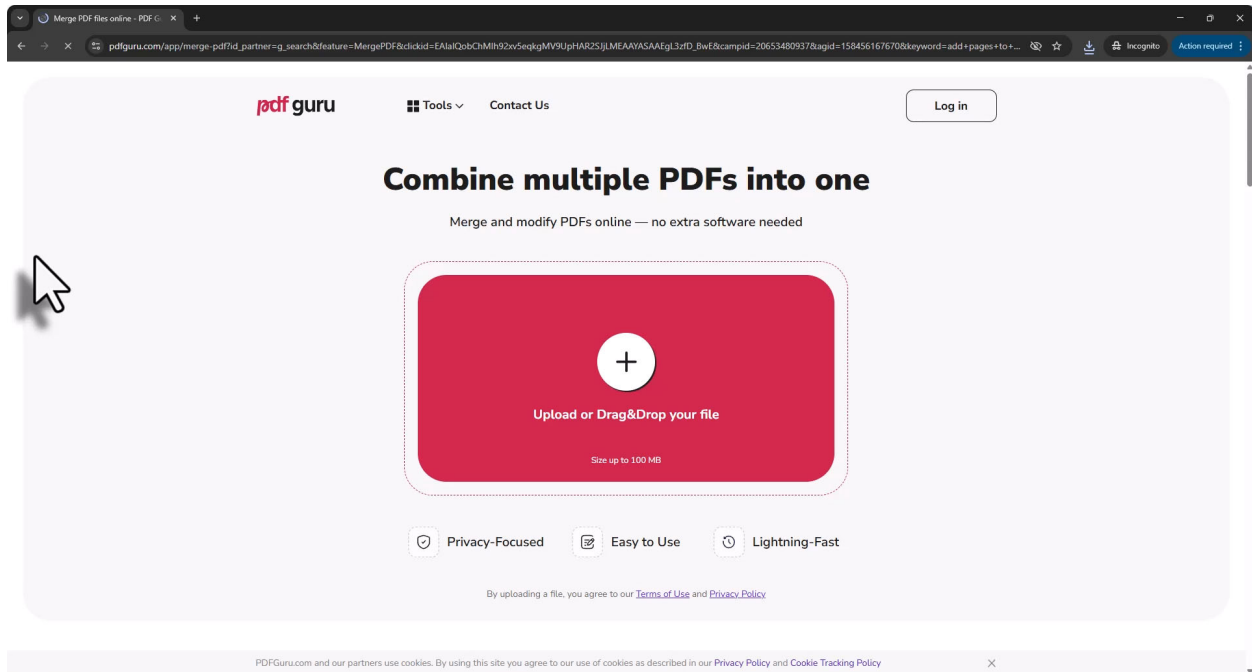 Merge PDF files online - PDF G
pdfguru.com/app/merge-pdf?id_partner=g_search&feature=MergePDF&clickid=EAIaIQobChMIh92xv5eqkgMV9UpHAR2SJjLMEAAYASAAEgL3zfD_BwE&campid=20653480937&agid=158456167670&keyword=add+pages+to+...
Incognito
Action required
pdf guru
Tools
Contact Us
Log in
Combine multiple PDFs into one
Merge and modify PDFs online — no extra software needed
Upload or Drag&Drop your file
Size up to 100 MB
Privacy-Focused
Easy to Use
Lightning-Fast
By uploading a file, you agree to our Terms of Use and Privacy Policy
PDFGuru.com and our partners use cookies. By using this site you agree to our use of cookies as described in our Privacy Policy and Cookie Tracking Policy